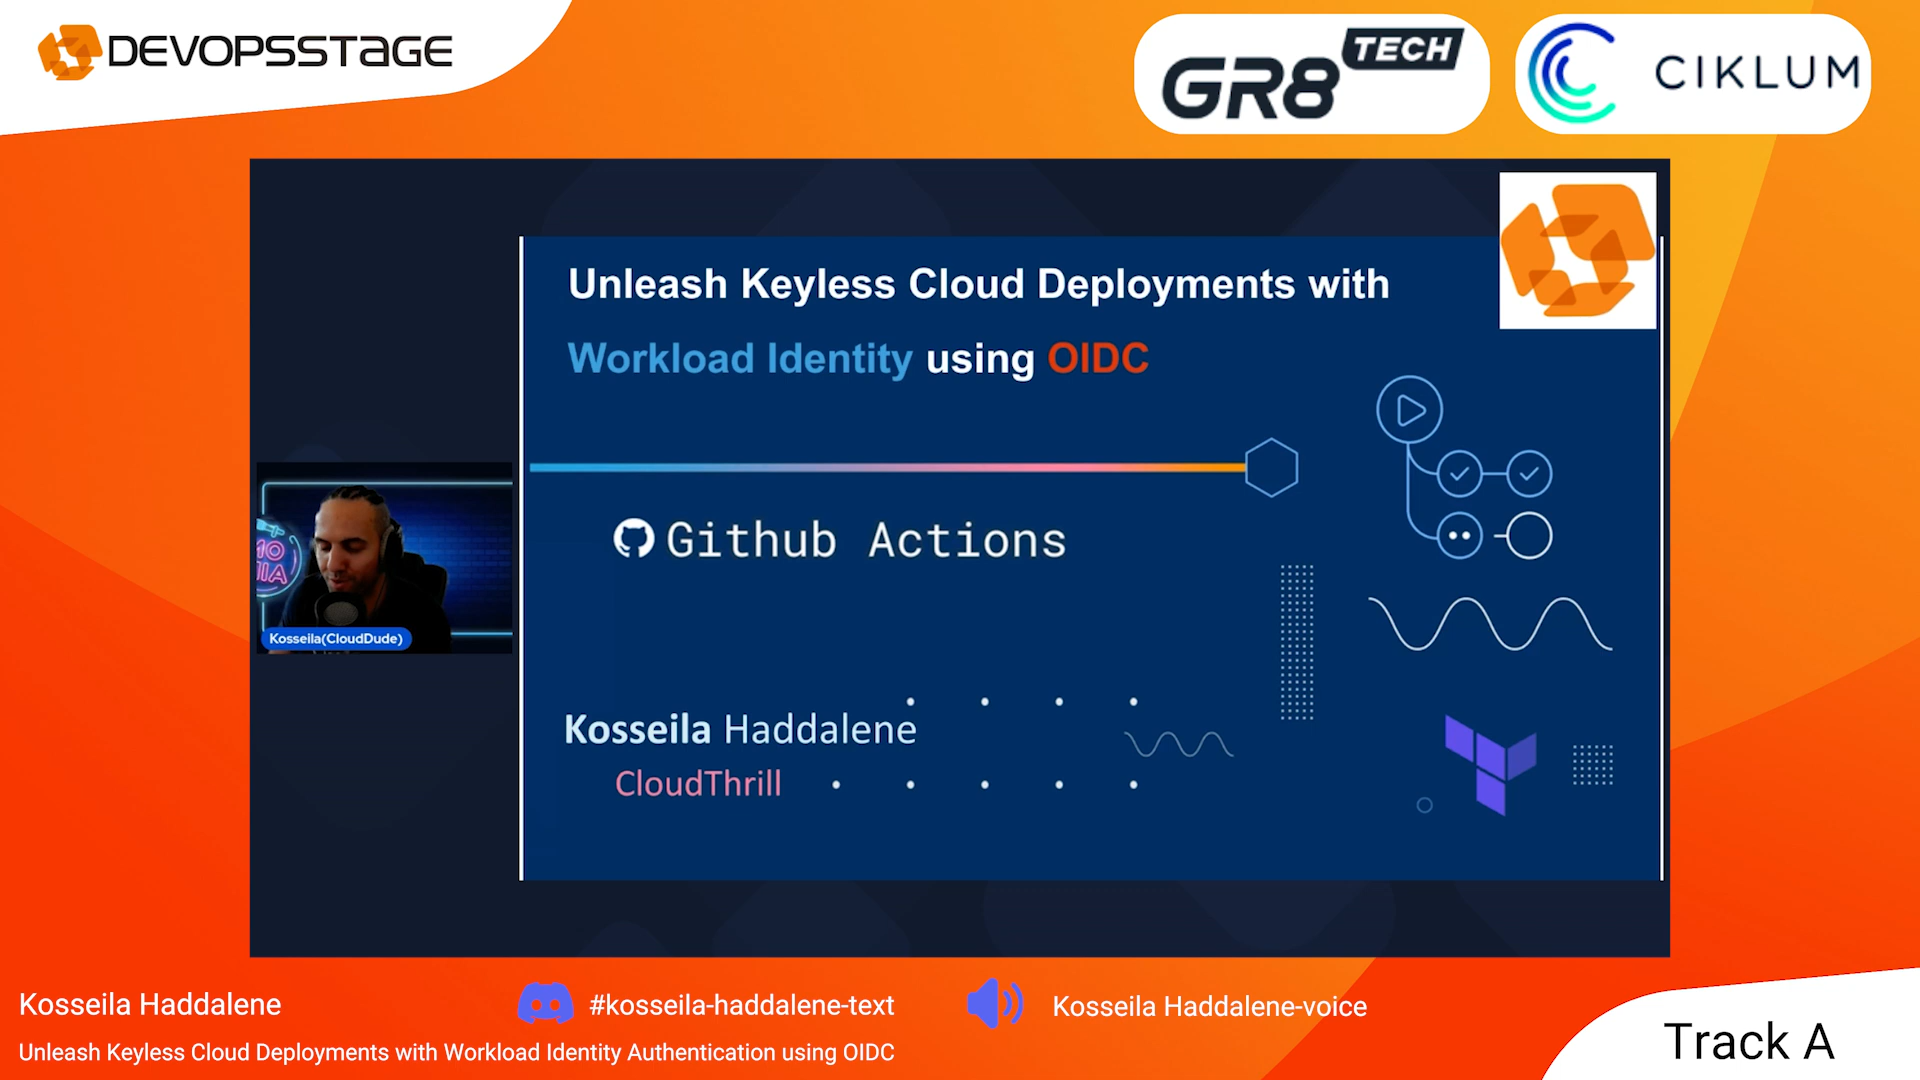 DEVOPSSTAGE
GR8 TECH
CIKLUM
Unleash Keyless Cloud Deployments with
Workload Identity using OIDC
Github Actions
Kosseila(CloudDude)
Kosseila Haddalene
CloudThrill
Kosseila Haddalene
#kosseila-haddalene-text
Kosseila Haddalene-voice
Unleash Keyless Cloud Deployments with Workload Identity Authentication using OIDC
Track A